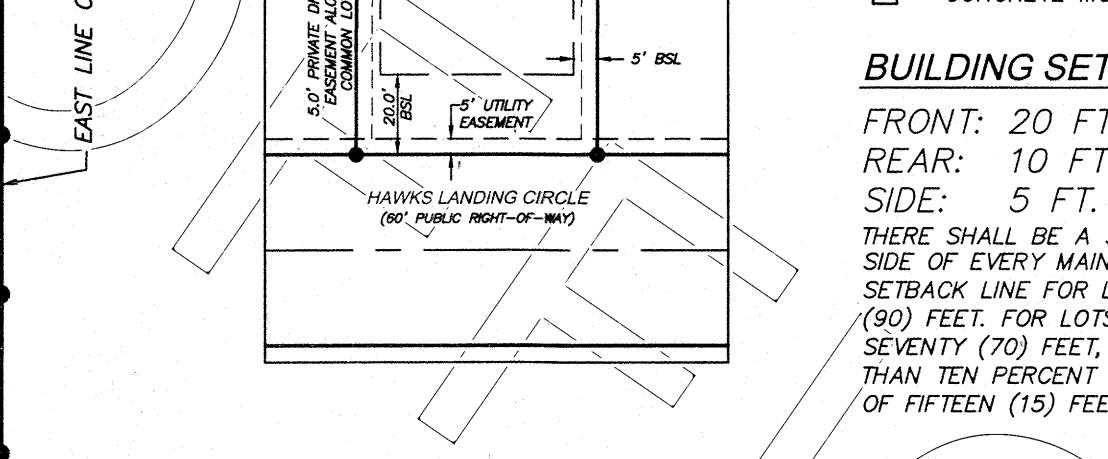 EAST LINE
5.0' PRIVATE
EASEMENT
COMMON
20.0'
BSL
5' UTILITY
EASEMENT
5' BSL
HAWKS LANDING CIRCLE
(60' PUBLIC RIGHT-OF-WAY)
CONCRETE
BUILDING
FRONT: 20 FT
REAR: 10 FT
SIDE: 5 FT.
THERE SHALL BE A
SIDE OF EVERY MAIN
SETBACK LINE FOR
(90) FEET. FOR LOTS
SEVENTY (70) FEET,
THAN TEN PERCENT
OF FIFTEEN (15)